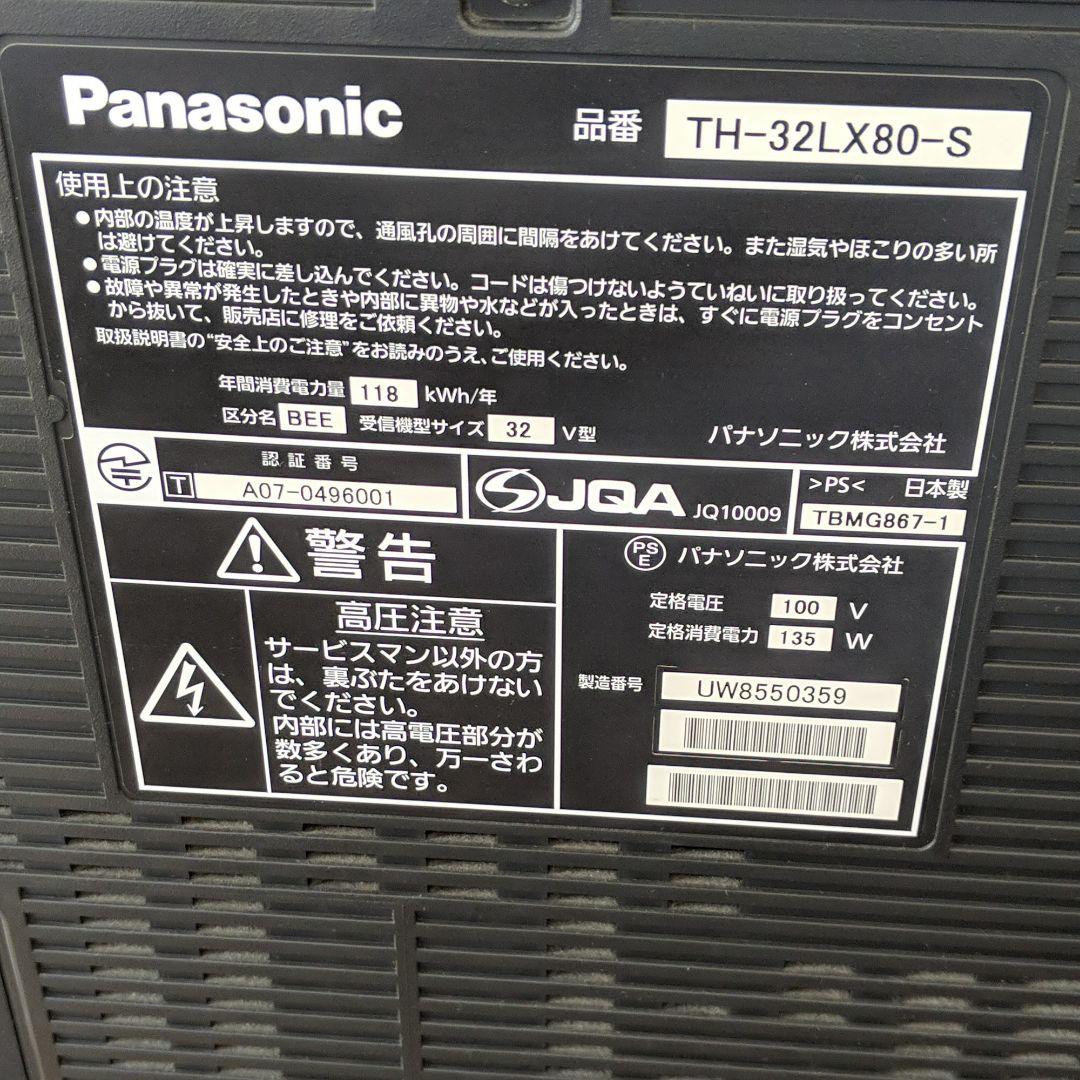 Panasonic
品番 TH-32LX80-S
使用上の注意
●内部の温度が上昇しますので、通風孔の周囲に間隔をあけてください。また湿気やほこりの多い所
は避けてください。
●電源プラグは確実に差し込んでください。コードは傷つけないようていねいに取り扱ってください。
●故障や異常が発生したときや内部に異物や水などが入ったときは、すぐに電源プラグをコンセント
から抜いて、販売店に修理をご依頼ください。
取扱説明書の“安全上のご注意”をお読みのうえ、ご使用ください。
年間消費電力量 118 kWh/年
区分名 BEE 受信機型サイズ 32 V型
パナソニック株式会社
認証番号
T A07-0496001
JQA JQ10009
>PS< 日本製
TBMG867-1
警告
高圧注意
サービスマン以外の方
は、裏ぶたをあけない
でください。
内部には高電圧部分が
数多くあり、万一さわ
ると危険です。
PS
E
パナソニック株式会社
定格電圧 100 V
定格消費電力 135 W
製造番号 UW8550359